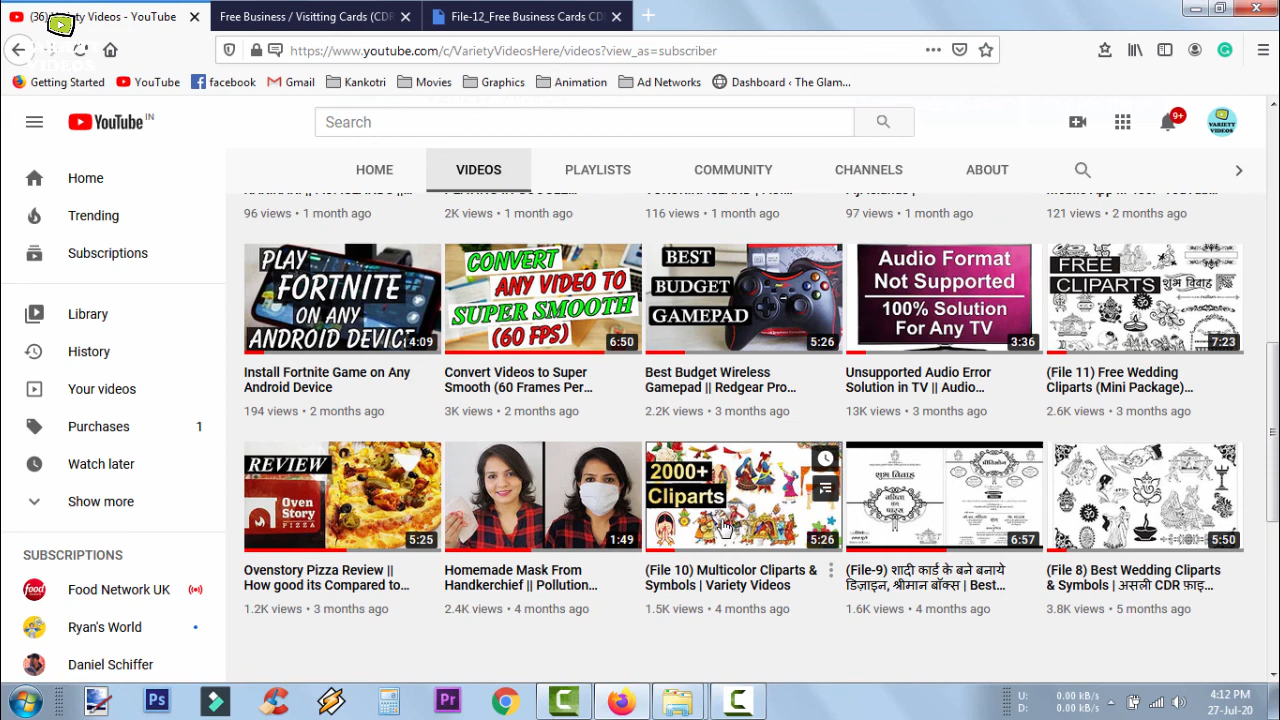 (36) Variety Videos - YouTube
Free Business / Visitting Cards (CDR
File-12_Free Business Cards CD
https://www.youtube.com/c/VarietyVideosHere/videos?view_as=subscriber
Getting Started YouTube facebook Gmail Kankotri Movies Graphics Animation Ad Networks Dashboard ‹ The Glam...
YouTube IN
Search
9+
VARIETY VIDEOS
HOME VIDEOS PLAYLISTS COMMUNITY CHANNELS ABOUT
Home
Trending
Subscriptions
Library
History
Your videos
Purchases 1
Watch later
Show more
SUBSCRIPTIONS
Food Network UK
Ryan's World
Daniel Schiffer
96 views • 1 month ago
2K views • 1 month ago
116 views • 1 month ago
97 views • 1 month ago
121 views • 2 months ago
PLAY
FORTNITE
ON ANY
ANDROID DEVICE
4:09
Install Fortnite Game on Any
Android Device
194 views • 2 months ago
CONVERT
ANY VIDEO TO
SUPER SMOOTH
(60 FPS)
6:50
Convert Videos to Super
Smooth (60 Frames Per...
3K views • 2 months ago
BEST
BUDGET
GAMEPAD
5:26
Best Budget Wireless
Gamepad || Redgear Pro...
2.2K views • 3 months ago
Audio Format
Not Supported
100% Solution
For Any TV
3:36
Unsupported Audio Error
Solution in TV || Audio...
13K views • 3 months ago
FREE
CLIPARTS
शुभ विवाह
7:23
(File 11) Free Wedding
Cliparts (Mini Package)...
2.6K views • 3 months ago
REVIEW
OVEN
STORY
PIZZA
5:25
Ovenstory Pizza Review ||
How good its Compared to...
1.2K views • 3 months ago
1:49
Homemade Mask From
Handkerchief || Pollution...
2.4K views • 4 months ago
2000+
Cliparts
5:26
(File 10) Multicolor Cliparts &
Symbols | Variety Videos
1.5K views • 4 months ago
शुभ विवाह
6:57
(File-9) शादी कार्ड के बने बनाये
डिज़ाइन, श्रीमान बॉक्स | Best...
1.6K views • 4 months ago
5:50
(File 8) Best Wedding Cliparts
& Symbols | असली CDR फ़ाइ...
3.8K views • 5 months ago
Ps
Pr
U: 0.00 kB/s
D: 0.00 kB/s
4:12 PM
27-Jul-20